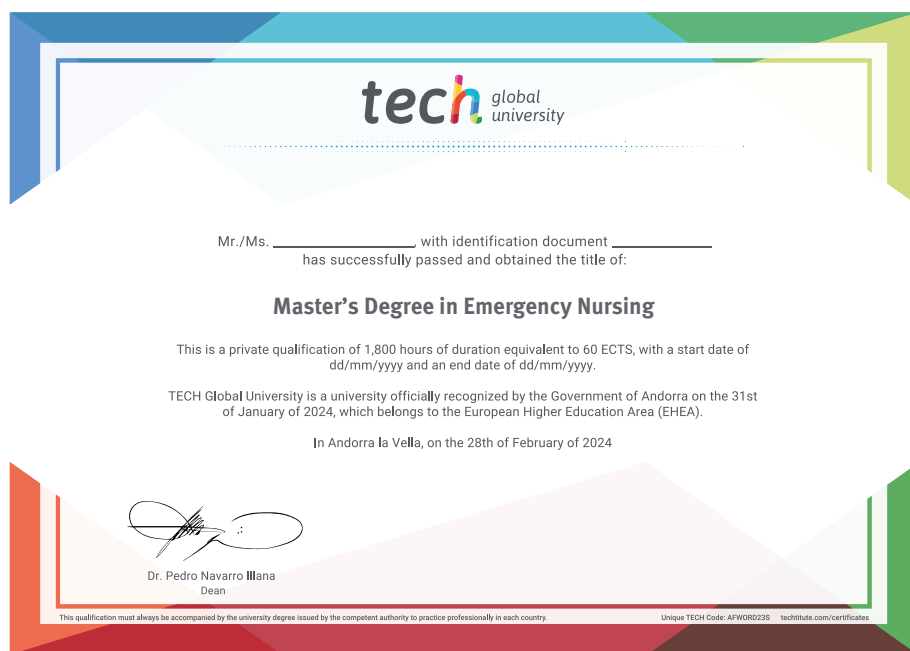 tech global
university
Mr./Ms. ____________, with identification document ____________
has successfully passed and obtained the title of:
Master's Degree in Emergency Nursing
This is a private qualification of 1,800 hours of duration equivalent to 60 ECTS, with a start date of
dd/mm/yyyy and an end date of dd/mm/yyyy.
TECH Global University is a university officially recognized by the Government of Andorra on the 31st
of January of 2024, which belongs to the European Higher Education Area (EHEA).
In Andorra la Vella, on the 28th of February of 2024
Dr. Pedro Navarro Illana
Dean
This qualification must always be accompanied by the university degree issued by the competent authority to practice professionally in each country.
Unique TECH Code: AFWORD23S techtitute.com/certificates